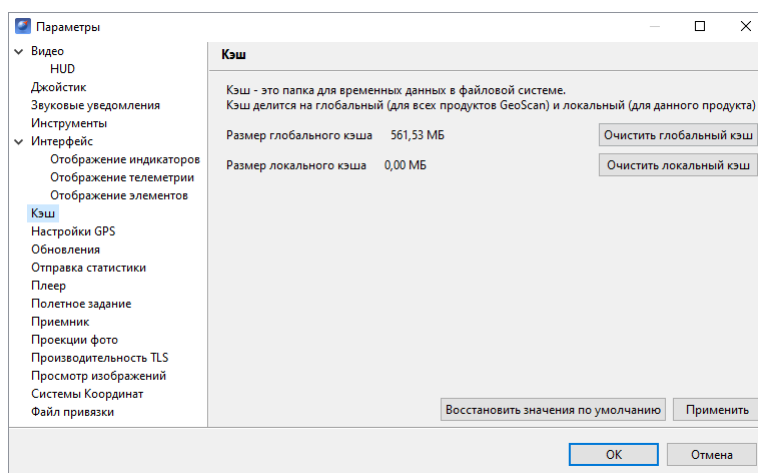 Параметры
Видео
HUD
Джойстик
Звуковые уведомления
Инструменты
Интерфейс
Отображение индикаторов
Отображение телеметрии
Отображение элементов
Кэш
Настройки GPS
Обновления
Отправка статистики
Плеер
Полетное задание
Приемник
Проекции фото
Производительность TLS
Просмотр изображений
Системы Координат
Файл привязки
Кэш
Кэш - это папка для временных данных в файловой системе.
Кэш делится на глобальный (для всех продуктов GeoScan) и локальный (для данного продукта)
Размер глобального кэша 561,53 МБ Очистить глобальный кэш
Размер локального кэша 0,00 МБ Очистить локальный кэш
Восстановить значения по умолчанию Применить
OK Отмена